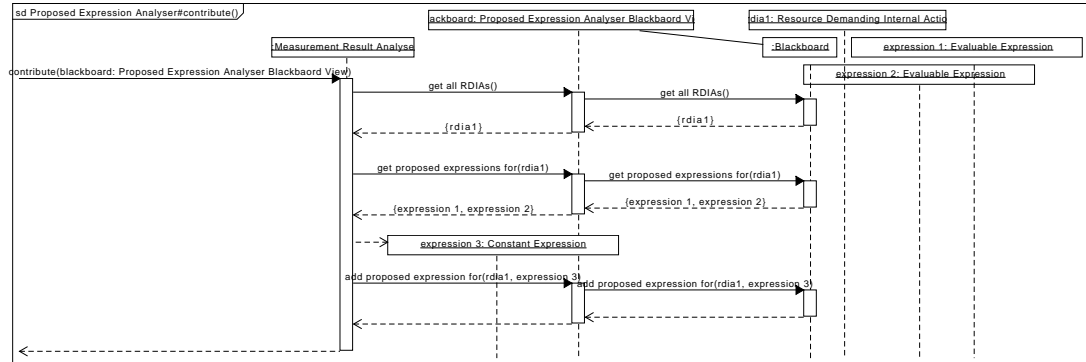 sd Proposed Expression Analyser#contribute()
ackboard: Proposed Expression Analyser Blackbaord Vi
rdia1: Resource Demanding Internal Actio
:Measurement Result Analyse
:Blackboard
expression 1: Evaluable Expression
contribute(blackboard: Proposed Expression Analyser Blackbaord View)
expression 2: Evaluable Expression
get all RDIAs()
get all RDIAs()
{rdia1}
{rdia1}
get proposed expressions for(rdia1)
get proposed expressions for(rdia1)
{expression 1, expression 2}
{expression 1, expression 2}
expression 3: Constant Expression
add proposed expression for(rdia1, expression 3)
add proposed expression for(rdia1, expression 3)